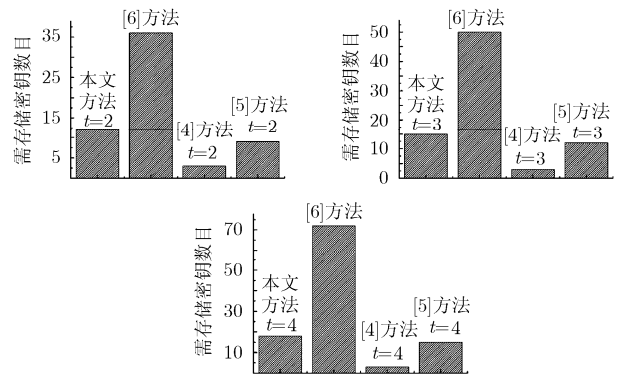 [6]方法
35
25
15
5
需存储密钥数目
本文
方法
t=2
[4]方法
t=2
[5]方法
t=2
[6]方法
50
40
30
20
10
0
需存储密钥数目
本文
方法
t=3
[4]方法
t=3
[5]方法
t=3
[6]方法
70
50
30
10
需存储密钥数目
本文
方法
t=4
[4]方法
t=4
[5]方法
t=4